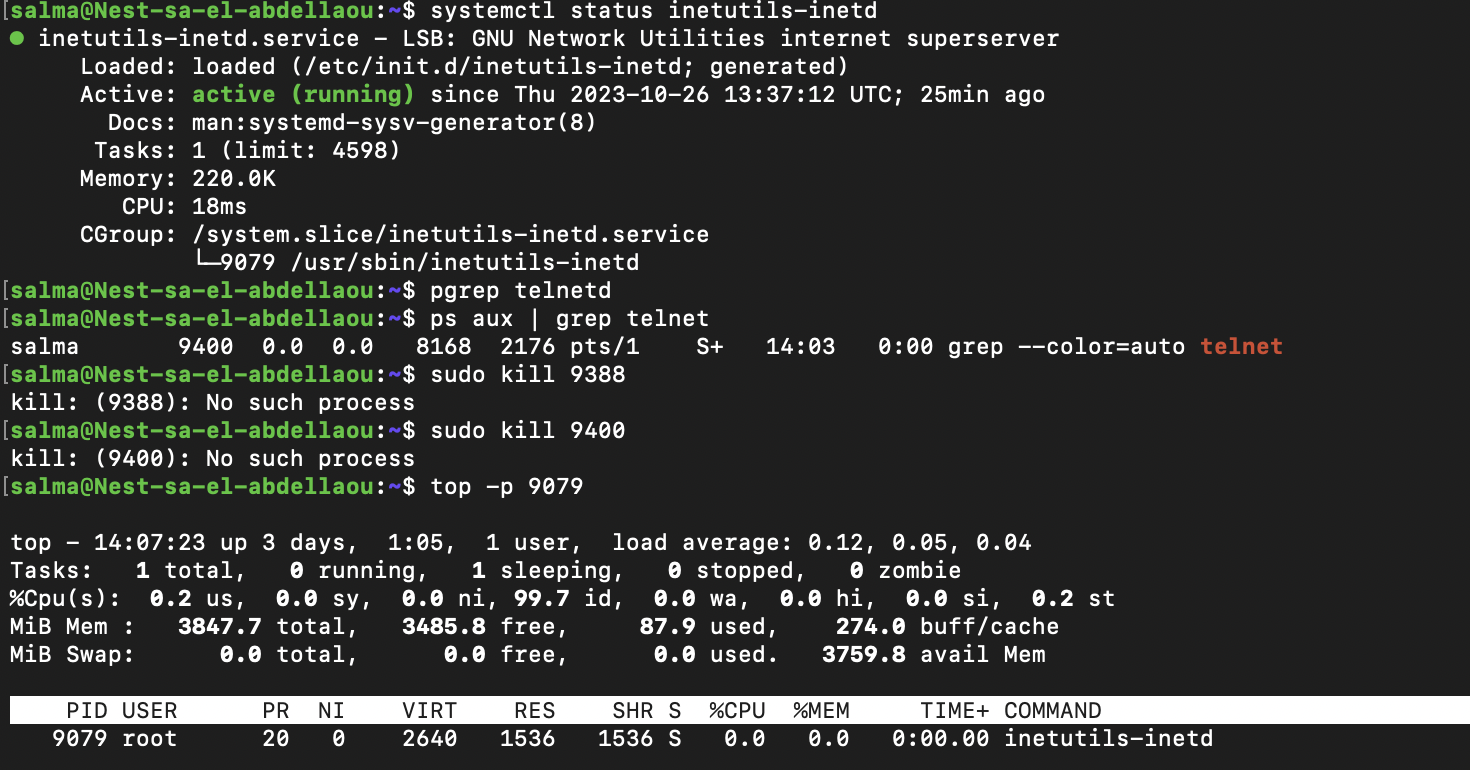 salma@Nest-sa-el-abdellaou:~$ systemctl status inetutils-inetd
● inetutils-inetd.service - LSB: GNU Network Utilities internet superserver
     Loaded: loaded (/etc/init.d/inetutils-inetd; generated)
     Active: active (running) since Thu 2023-10-26 13:37:12 UTC; 25min ago
       Docs: man:systemd-sysv-generator(8)
      Tasks: 1 (limit: 4598)
     Memory: 220.0K
        CPU: 18ms
     CGroup: /system.slice/inetutils-inetd.service
             └─9079 /usr/sbin/inetutils-inetd
[salma@Nest-sa-el-abdellaou:~$ pgrep telnetd
[salma@Nest-sa-el-abdellaou:~$ ps aux | grep telnet
salma       9400  0.0  0.0   8168  2176 pts/1    S+   14:03   0:00 grep --color=auto telnet
[salma@Nest-sa-el-abdellaou:~$ sudo kill 9388
kill: (9388): No such process
[salma@Nest-sa-el-abdellaou:~$ sudo kill 9400
kill: (9400): No such process
[salma@Nest-sa-el-abdellaou:~$ top -p 9079
top - 14:07:23 up 3 days,  1:05,  1 user,  load average: 0.12, 0.05, 0.04
Tasks:   1 total,   0 running,   1 sleeping,   0 stopped,   0 zombie
%Cpu(s):  0.2 us,  0.0 sy,  0.0 ni, 99.7 id,  0.0 wa,  0.0 hi,  0.0 si,  0.2 st
MiB Mem :   3847.7 total,   3485.8 free,     87.9 used,    274.0 buff/cache
MiB Swap:      0.0 total,      0.0 free,      0.0 used.   3759.8 avail Mem
    PID USER      PR  NI    VIRT    RES    SHR S  %CPU  %MEM     TIME+ COMMAND
   9079 root      20   0    2640   1536   1536 S   0.0   0.0   0:00.00 inetutils-inetd